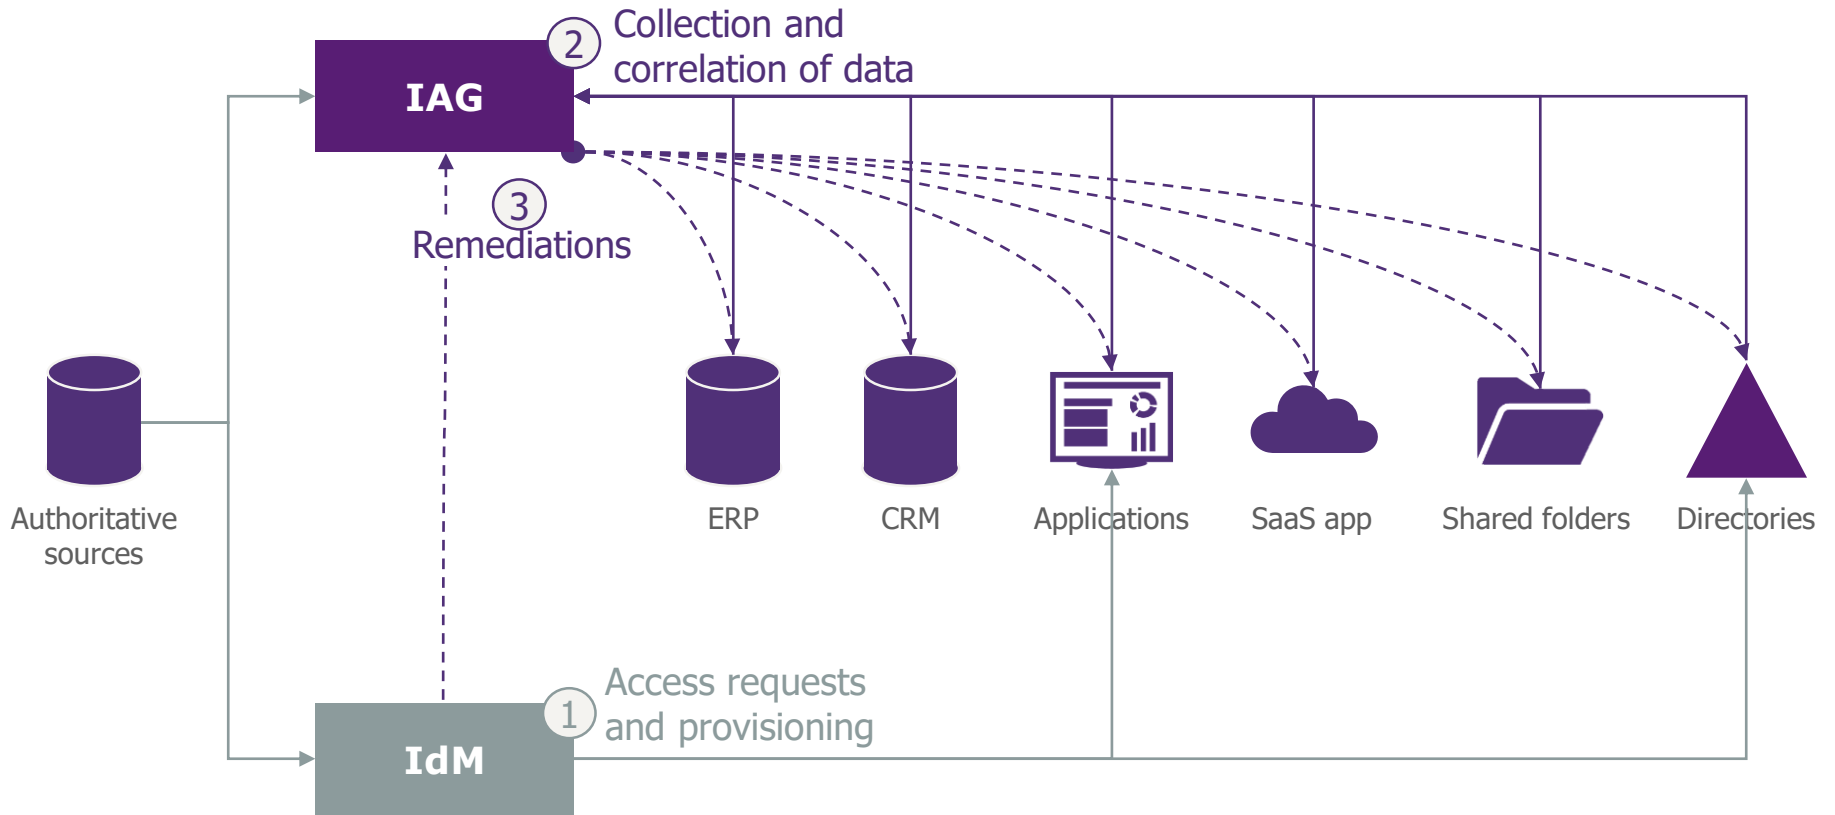 2
Collection and
correlation of data
IAG
3
Remediations
Authoritative
sources
ERP
CRM
Applications
SaaS app
Shared folders
Directories
1
Access requests
and provisioning
IdM